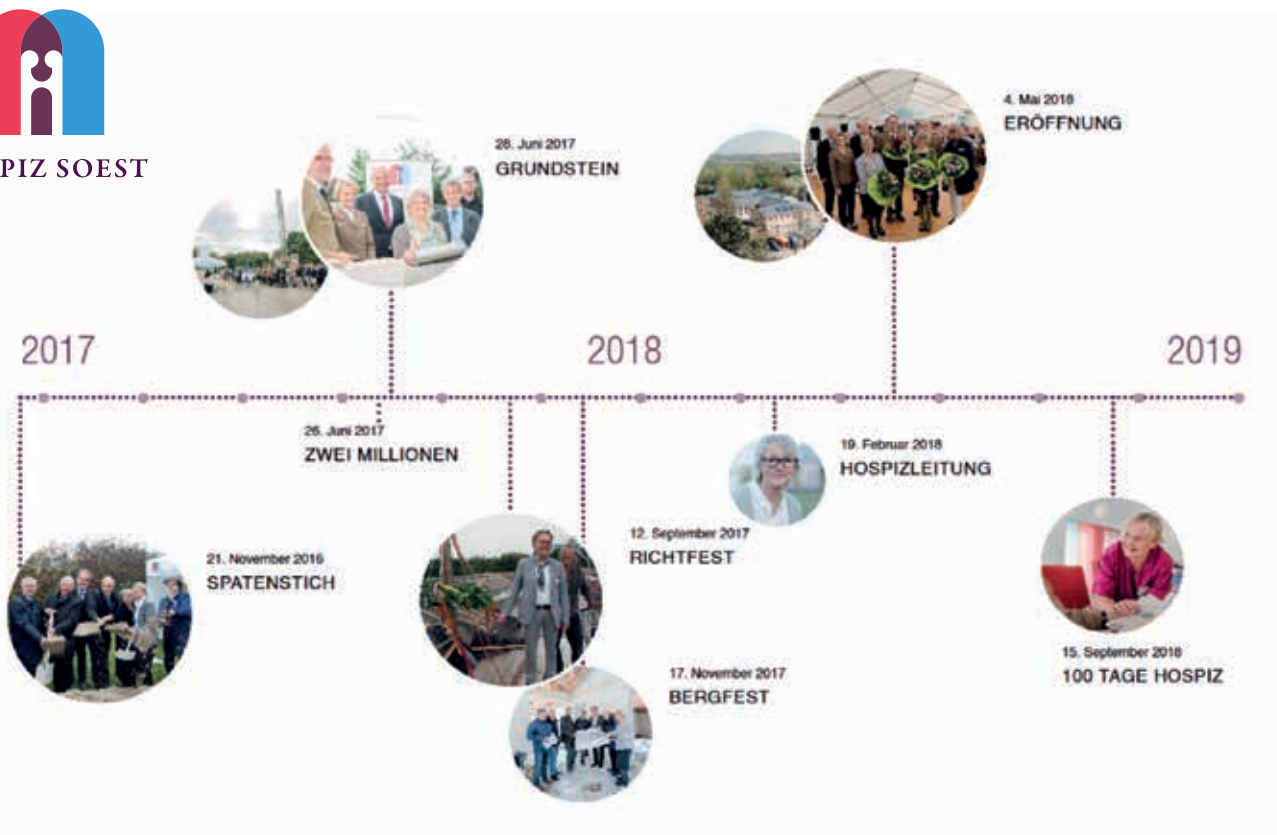 PIZ SOEST
4. Mai 2018
ERÖFFNUNG
26. Juni 2017
GRUNDSTEIN
2017
2018
2019
26. Juni 2017
ZWEI MILLIONEN
19. Februar 2018
HOSPIZLEITUNG
21. November 2016
SPATENSTICH
12. September 2017
RICHTFEST
17. November 2017
BERGFEST
15. September 2018
100 TAGE HOSPIZ